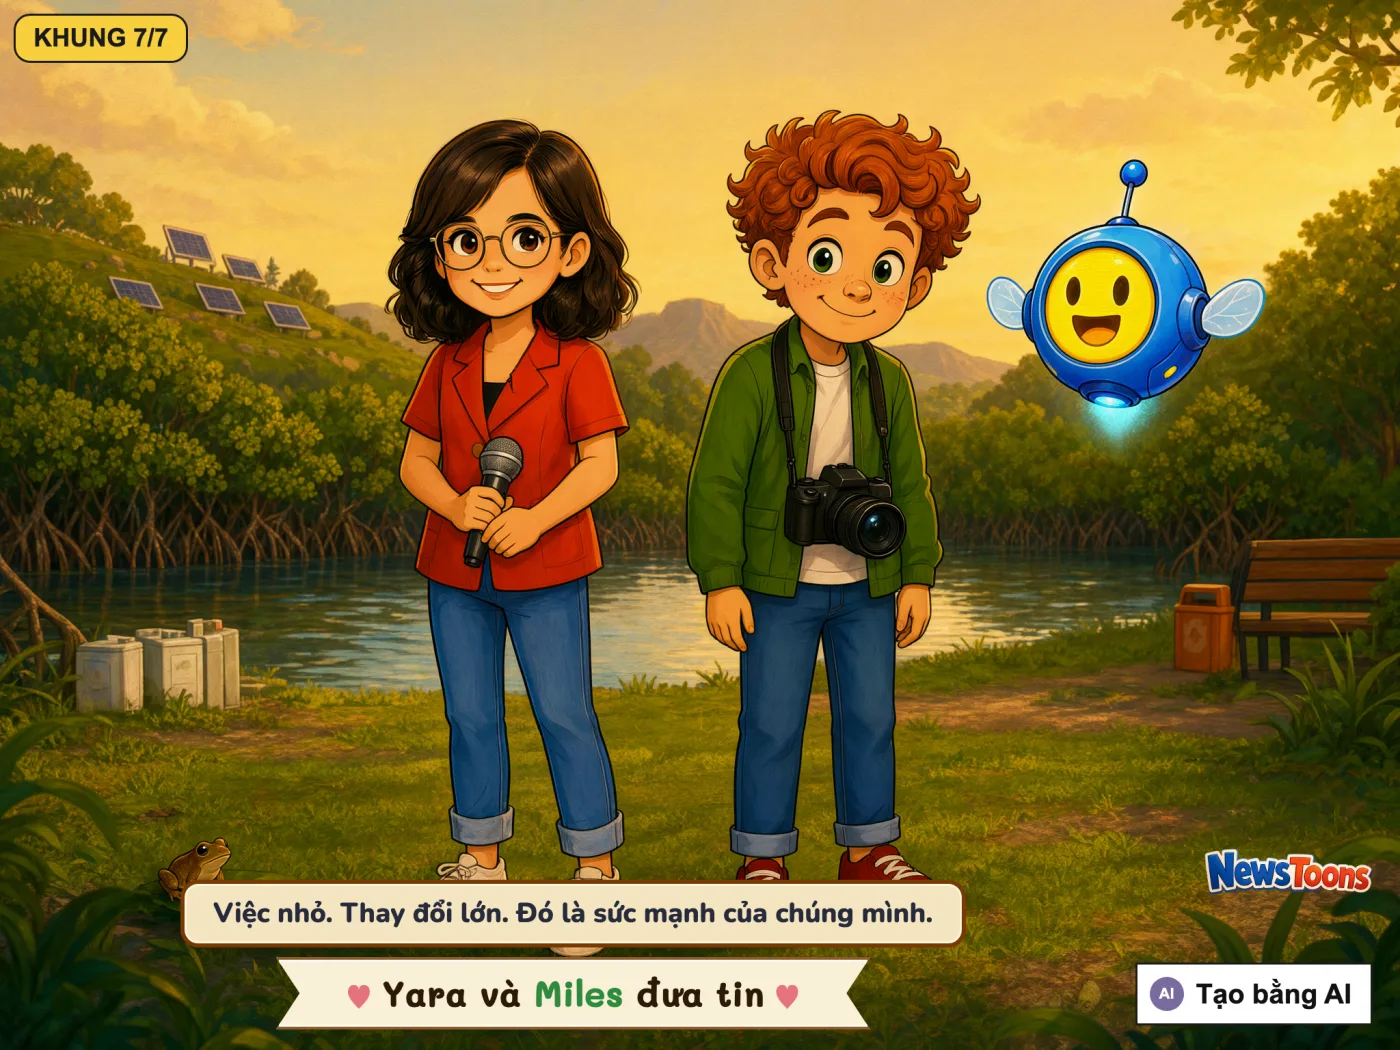 KHUNG 7/7
NewsToons
Việc nhỏ. Thay đổi lớn. Đó là sức mạnh của chúng mình.
Yara và Miles đưa tin
AI Tạo bằng AI